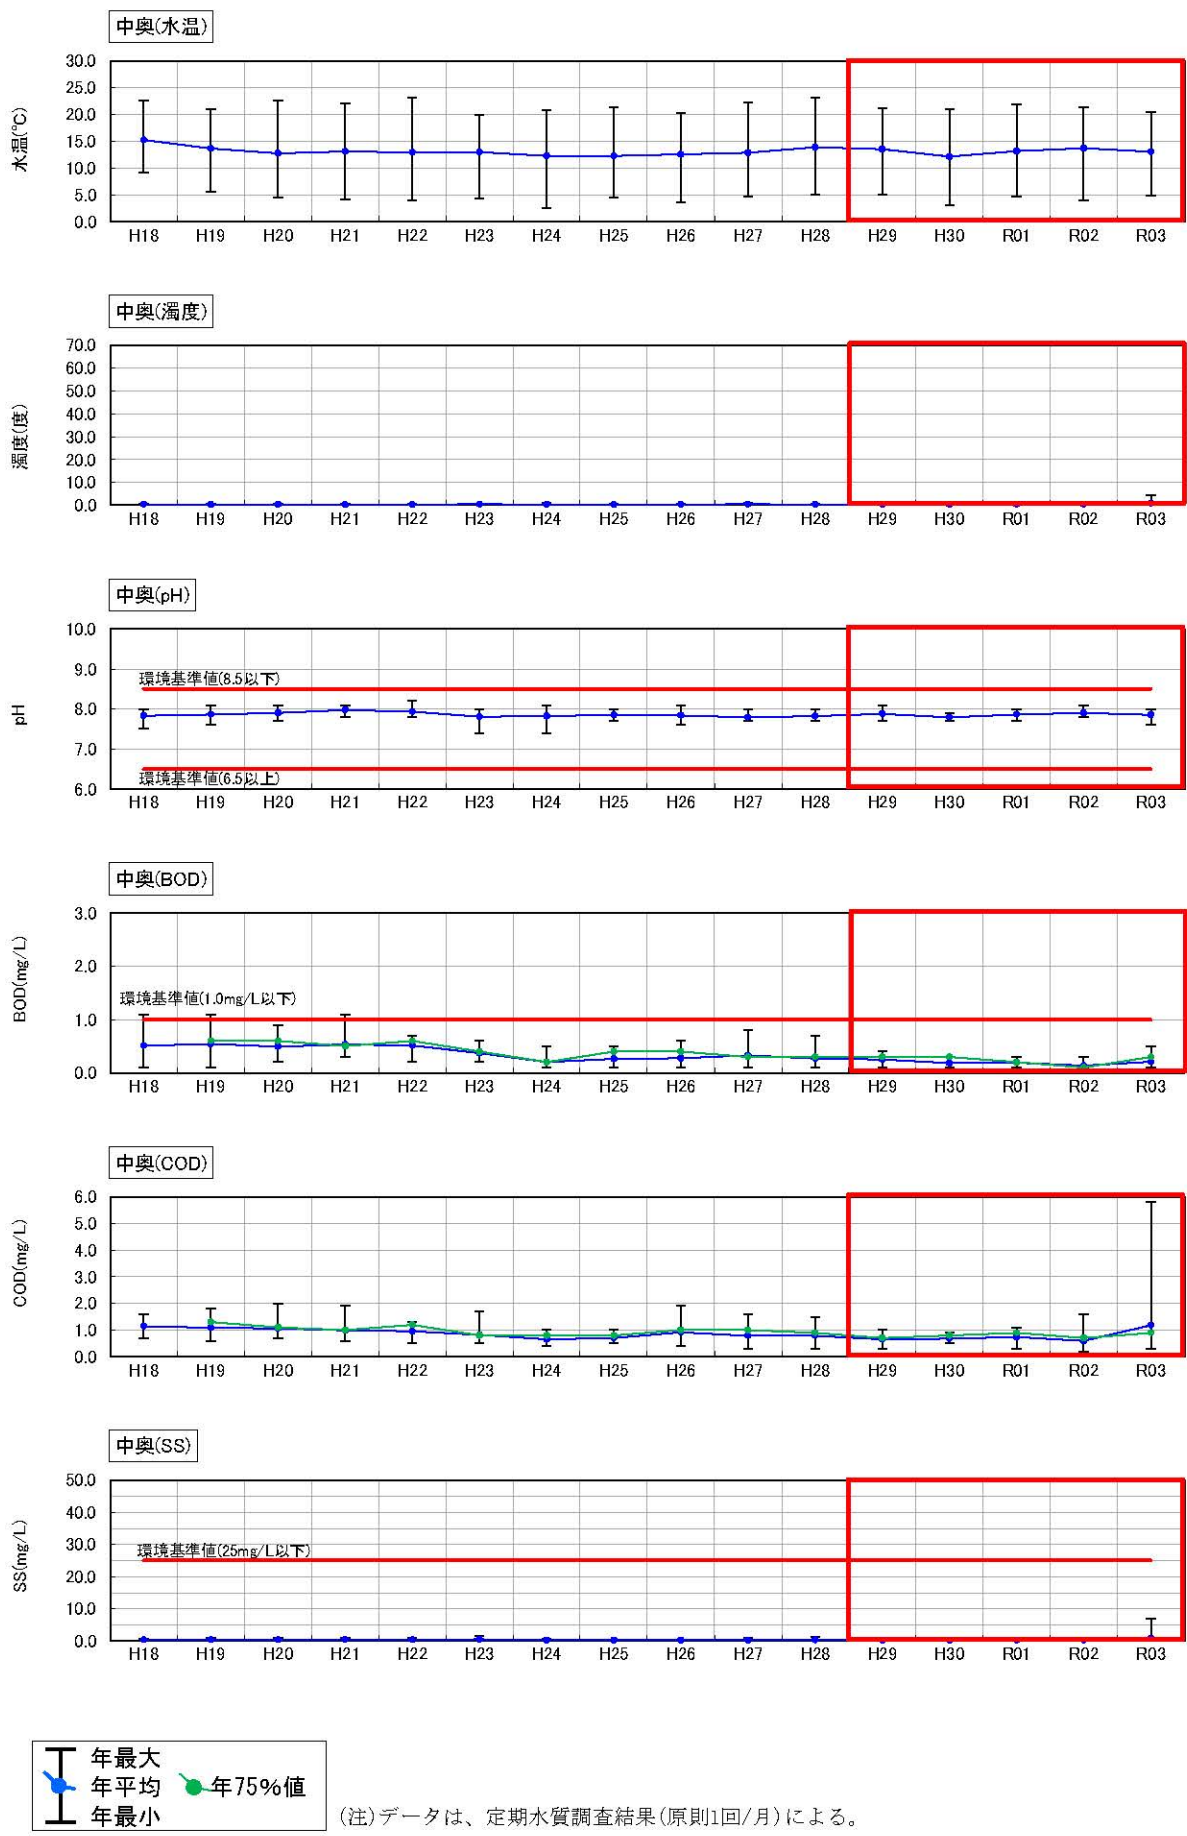 中奥(水温)
水温(℃)
30.0
25.0
20.0
15.0
10.0
5.0
0.0
H18 H19 H20 H21 H22 H23 H24 H25 H26 H27 H28 H29 H30 R01 R02 R03
中奥(濁度)
濁度(度)
70.0
60.0
50.0
40.0
30.0
20.0
10.0
0.0
H18 H19 H20 H21 H22 H23 H24 H25 H26 H27 H28 H29 H30 R01 R02 R03
中奥(pH)
pH
10.0
9.0
8.0
7.0
6.0
環境基準値(8.5以下)
環境基準値(6.5以上)
H18 H19 H20 H21 H22 H23 H24 H25 H26 H27 H28 H29 H30 R01 R02 R03
中奥(BOD)
BOD(mg/L)
3.0
2.0
1.0
0.0
環境基準値(1.0mg/L以下)
H18 H19 H20 H21 H22 H23 H24 H25 H26 H27 H28 H29 H30 R01 R02 R03
中奥(COD)
COD(mg/L)
6.0
5.0
4.0
3.0
2.0
1.0
0.0
H18 H19 H20 H21 H22 H23 H24 H25 H26 H27 H28 H29 H30 R01 R02 R03
中奥(SS)
SS(mg/L)
50.0
40.0
30.0
20.0
10.0
0.0
環境基準値(25mg/L以下)
H18 H19 H20 H21 H22 H23 H24 H25 H26 H27 H28 H29 H30 R01 R02 R03
年最大
年平均 年75%値
年最小
(注)データは、定期水質調査結果(原則1回/月)による。